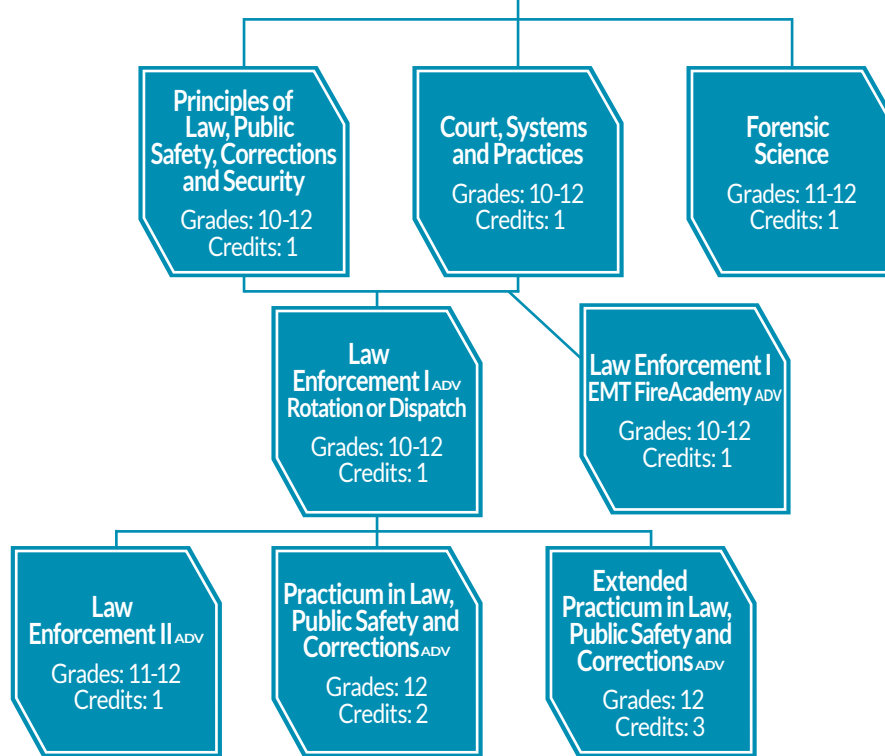 Principles of
Law, Public
Safety, Corrections
and Security
Grades: 10-12
Credits: 1
Court, Systems
and Practices
Grades: 10-12
Credits: 1
Forensic
Science
Grades: 11-12
Credits: 1
Law
Enforcement I ADV
Rotation or Dispatch
Grades: 10-12
Credits: 1
Law Enforcement I
EMT FireAcademy ADV
Grades: 10-12
Credits: 1
Law
Enforcement II ADV
Grades: 11-12
Credits: 1
Practicum in Law,
Public Safety and
Corrections ADV
Grades: 12
Credits: 2
Extended
Practicum in Law,
Public Safety and
Corrections ADV
Grades: 12
Credits: 3